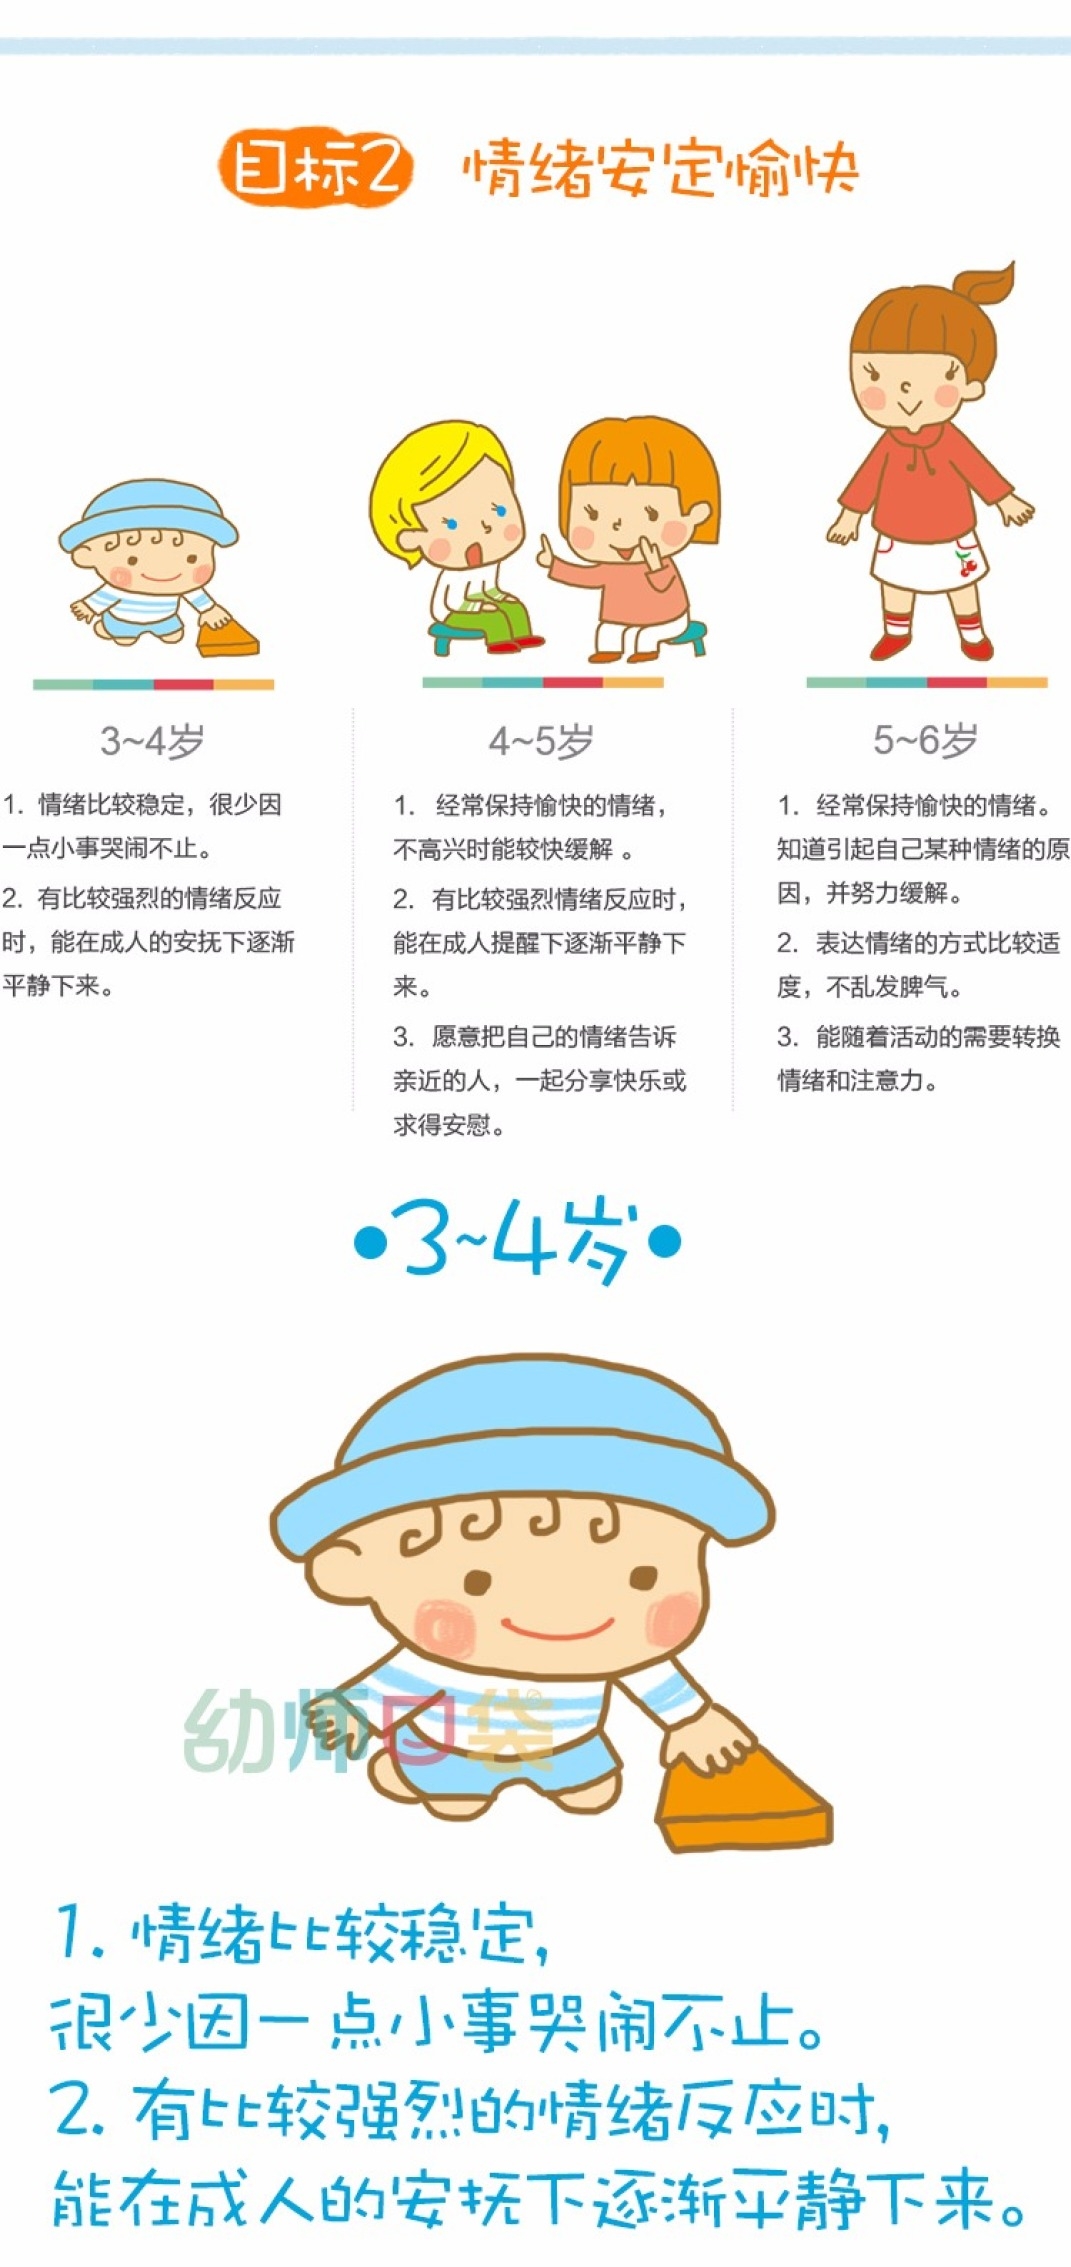 目标2 情绪安定愉快
3~4岁
1. 情绪比较稳定，很少因
一点小事哭闹不止。
2. 有比较强烈的情绪反应
时，能在成人的安抚下逐渐
平静下来。
4~5岁
1. 经常保持愉快的情绪，
不高兴时能较快缓解 。
2. 有比较强烈情绪反应时，
能在成人提醒下逐渐平静下
来。
3. 愿意把自己的情绪告诉
亲近的人，一起分享快乐或
求得安慰。
5~6岁
1. 经常保持愉快的情绪。
知道引起自己某种情绪的原
因，并努力缓解。
2. 表达情绪的方式比较适
度，不乱发脾气。
3. 能随着活动的需要转换
情绪和注意力。
•3~4岁•
幼师口袋
1. 情绪比较稳定,
很少因一点小事哭闹不止。
2. 有比较强烈的情绪反应时,
能在成人的安抚下逐渐平静下来。